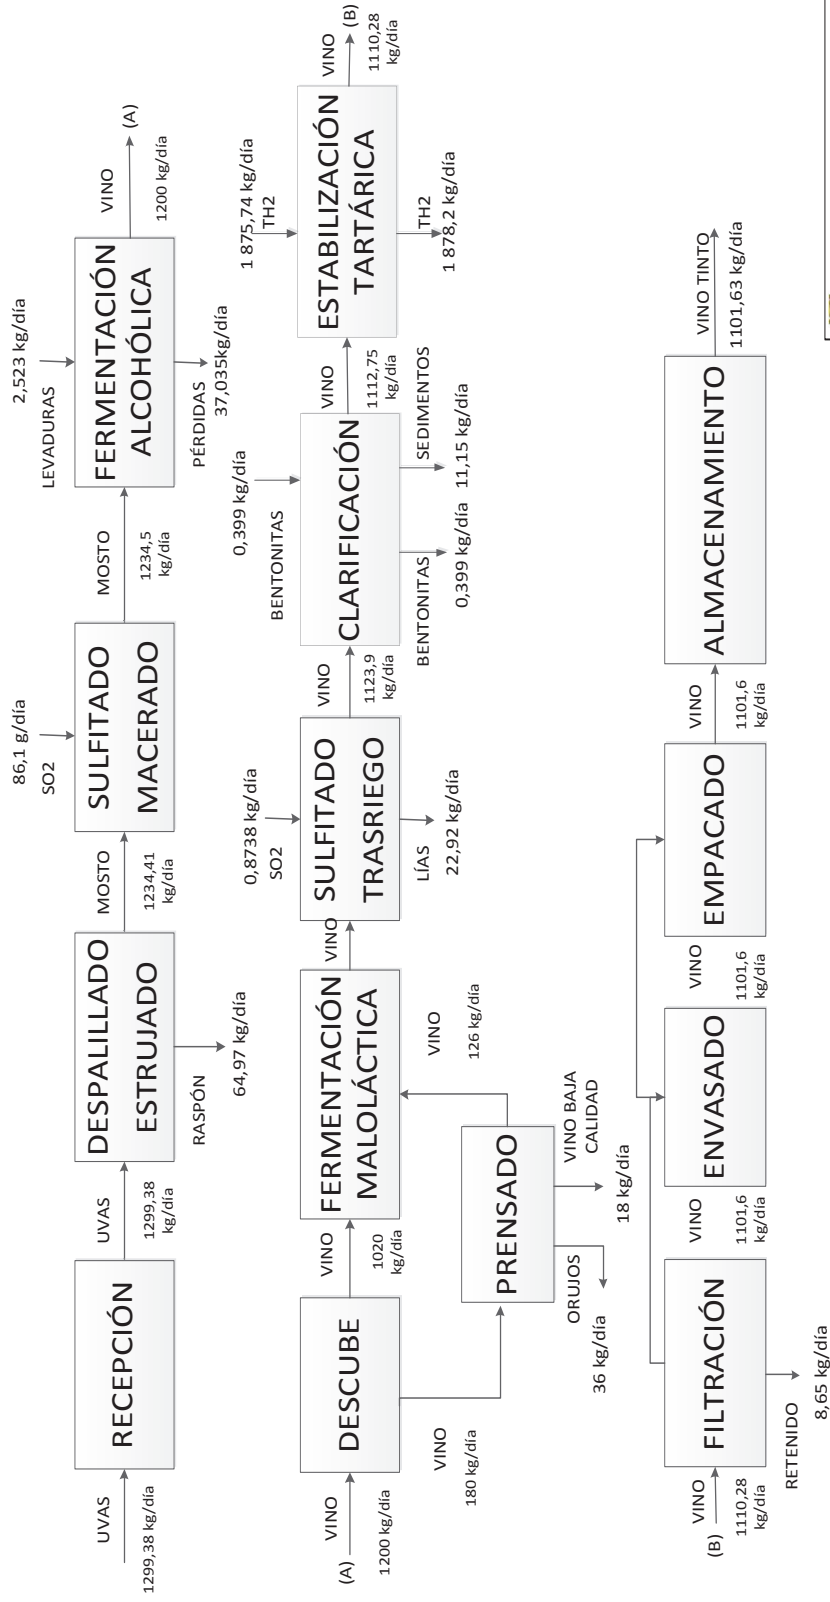 UVAS
1299,38 kg/día
RECEPCIÓN
UVAS
1299,38
kg/día
DESPALILLADO
ESTRUJADO
RASPÓN
64,97 kg/día
MOSTO
1234,41
kg/día
86,1 g/día
SO2
SULFITADO
MACERADO
MOSTO
1234,5
kg/día
2,523 kg/día
LEVADURAS
FERMENTACIÓN
ALCOHÓLICA
PÉRDIDAS
37,035kg/día
VINO
(A)
1200 kg/día
VINO
(A)
1200 kg/día
DESCUBE
VINO
180 kg/día
VINO
1020
kg/día
PRENSADO
ORUJOS
36 kg/día
VINO BAJA
CALIDAD
18 kg/día
VINO
126 kg/día
FERMENTACIÓN
MALOLÁCTICA
VINO
0,8738 kg/día
SO2
SULFITADO
TRASRIEGO
LÍAS
22,92 kg/día
VINO
1123,9
kg/día
0,399 kg/día
BENTONITAS
CLARIFICACIÓN
BENTONITAS
0,399 kg/día
SEDIMENTOS
11,15 kg/día
VINO
1112,75
kg/día
1 875,74 kg/día
TH2
ESTABILIZACIÓN
TARTÁRICA
TH2
1 878,2 kg/día
VINO
(B)
1110,28
kg/día
VINO
(B)
1110,28
kg/día
FILTRACIÓN
RETENIDO
8,65 kg/día
VINO
1101,6
kg/día
ENVASADO
VINO
1101,6
kg/día
EMPACADO
VINO
1101,6
kg/día
ALMACENAMIENTO
VINO TINTO
1101,63 kg/día